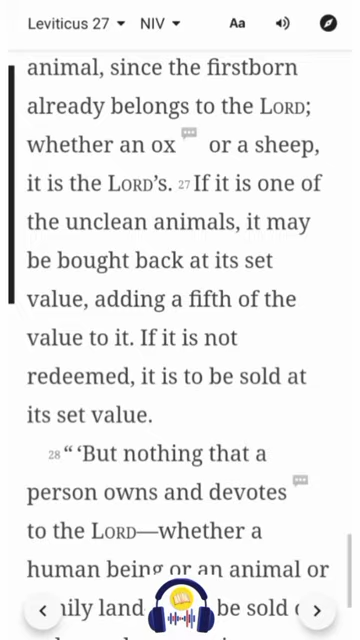 Leviticus 27 NIV Aa
animal, since the firstborn
already belongs to the LORD;
whether an ox or a sheep,
it is the LORD’s. 27 If it is one of
the unclean animals, it may
be bought back at its set
value, adding a fifth of the
value to it. If it is not
redeemed, it is to be sold at
its set value.
28 “ ‘But nothing that a
person owns and devotes
to the LORD—whether a
human being or an animal or
land be sold